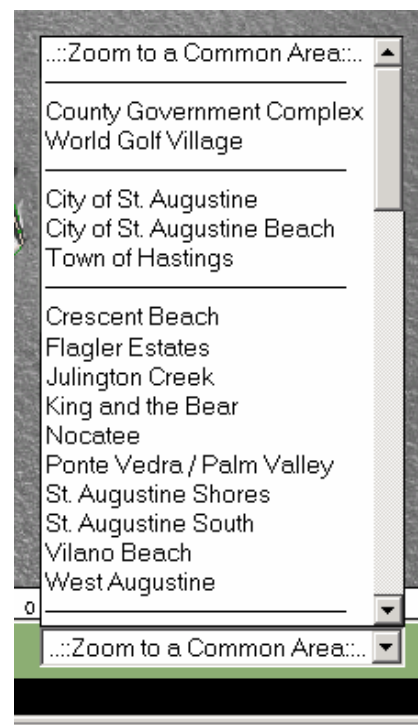 ..::Zoom to a Common Area::..
County Government Complex
World Golf Village
City of St. Augustine
City of St. Augustine Beach
Town of Hastings
Crescent Beach
Flagler Estates
Julington Creek
King and the Bear
Nocatee
Ponte Vedra / Palm Valley
St. Augustine Shores
St. Augustine South
Vilano Beach
West Augustine
0
..::Zoom to a Common Area::..